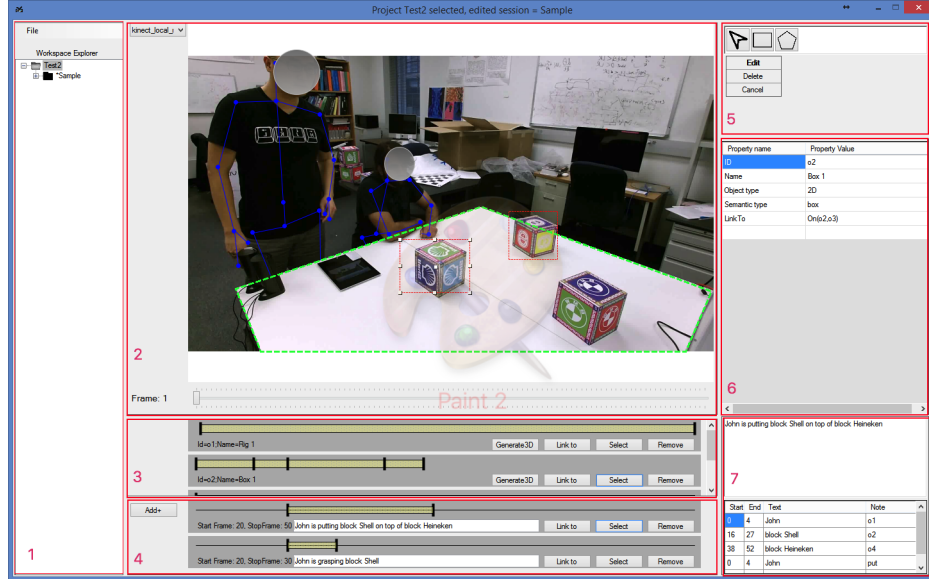 Project Test2 selected, edited session = Sample
File
Workspace Explorer
Test2
*Sample
1
kinect_local_r
2
Frame: 1
Paint 2
3
Id=o1;Name=Rig 1
Generate3D Link to Select Remove
Id=o2;Name=Box 1
Generate3D Link to Select Remove
4
Add+
Start Frame: 20, StopFrame: 50 John is putting block Shell on top of block Heineken
Link to Select Remove
Start Frame: 20, StopFrame: 30 John is grasping block Shell
Link to Select Remove
Edit
Delete
Cancel
5
Property name Property Value
ID o2
Name Box 1
Object type 2D
Semantic type box
LinkTo On(o2,o3)
6
John is putting block Shell on top of block Heineken
7
Start End Text Note
0 4 John o1
16 27 block Shell o2
38 52 block Heineken o4
0 4 John put